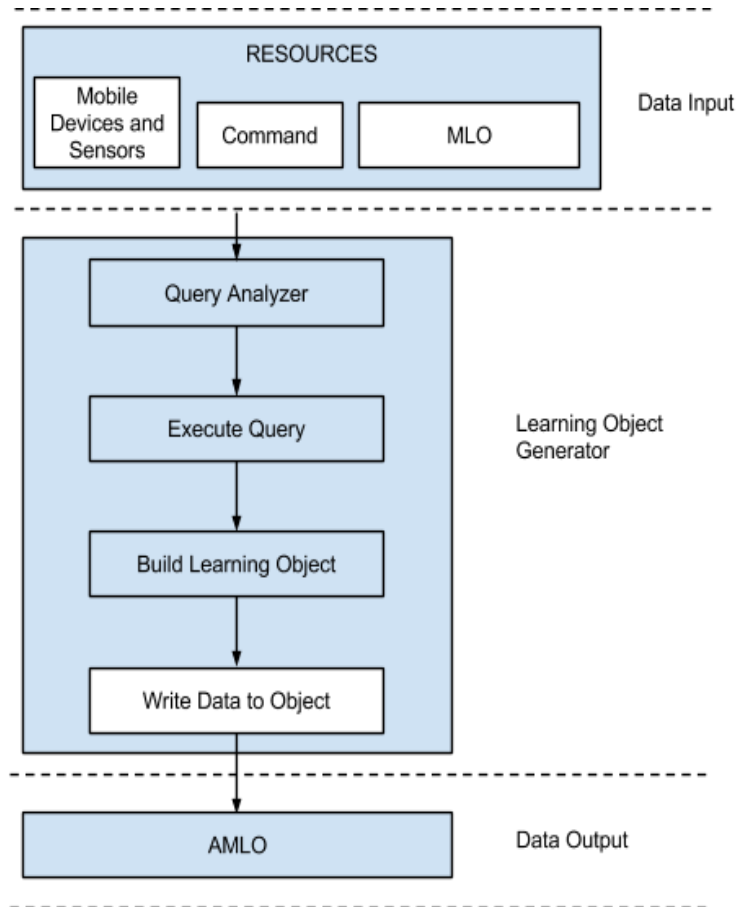 RESOURCES
Mobile
Devices and
Sensors
Command
MLO
Data Input
Query Analyzer
Execute Query
Learning Object
Generator
Build Learning Object
Write Data to Object
AMLO
Data Output